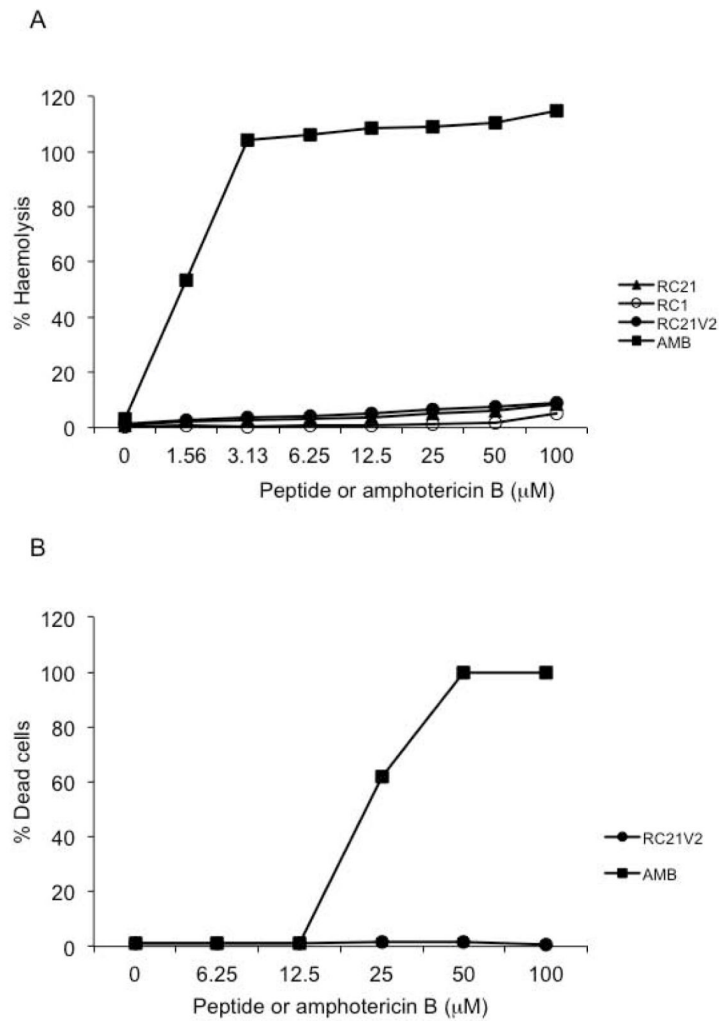 A
120
100
80
60
40
20
0
% Haemolysis
0 1.56 3.13 6.25 12.5 25 50 100
Peptide or amphotericin B (μM)
RC21
RC1
RC21V2
AMB
B
120
100
80
60
40
20
0
% Dead cells
0 6.25 12.5 25 50 100
Peptide or amphotericin B (μM)
RC21V2
AMB